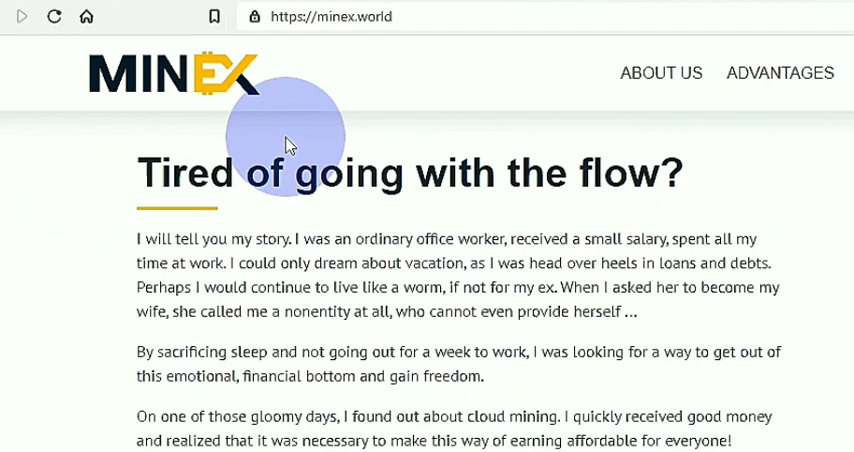 https://minex.world
MINEX
ABOUT US
ADVANTAGES
Tired of going with the flow?
I will tell you my story. I was an ordinary office worker, received a small salary, spent all my
time at work. I could only dream about vacation, as I was head over heels in loans and debts.
Perhaps I would continue to live like a worm, if not for my ex. When I asked her to become my
wife, she called me a nonentity at all, who cannot even provide herself ...
By sacrificing sleep and not going out for a week to work, I was looking for a way to get out of
this emotional, financial bottom and gain freedom.
On one of those gloomy days, I found out about cloud mining. I quickly received good money
and realized that it was necessary to make this way of earning affordable for everyone!